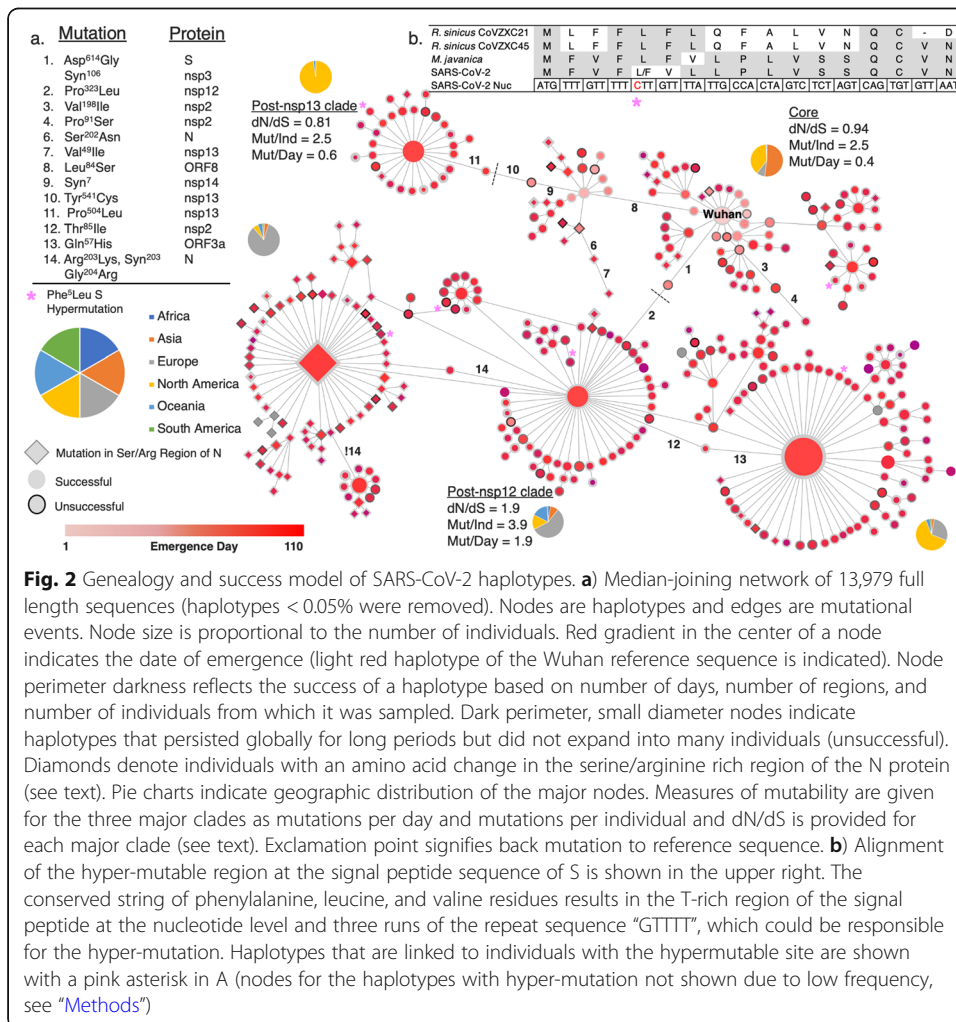 a.
Mutation Protein
1. Asp614Gly S
Syn106 nsp3
2. Pro323Leu nsp12
3. Val198Ile nsp2
4. Pro91Ser nsp2
6. Ser202Asn N
7. Val49Ile nsp13
8. Leu84Ser ORF8
9. Syn7 nsp14
10. Tyr541Cys nsp13
11. Pro504Leu nsp13
12. Thr85Ile nsp2
13. Gln57His ORF3a
14. Arg203Lys, Syn203 N
Gly204Arg
* Phe5Leu S
Hypermutation
Africa
Asia
Europe
North America
Oceania
South America
Mutation in Ser/Arg Region of N
Successful
Unsuccessful
1 Emergence Day 110
b.
R. sinicus CoVZXC21 M L F F L F L Q F A L V N Q C - D
R. sinicus CoVZXC45 M L F F L F L Q F A L V N Q C V N
M. javanica M F V F L F V L P L V S S Q C V N
SARS-CoV-2 M F V F L/F V L L P L V S S Q C V N
SARS-CoV-2 Nuc ATG TTT GTT TTT CTT GTT TTA TTG CCA CTA GTC TCT AGT CAG TGT GTT AAT
*
Post-nsp13 clade
dN/dS = 0.81
Mut/Ind = 2.5
Mut/Day = 0.6
Core
dN/dS = 0.94
Mut/Ind = 2.5
Mut/Day = 0.4
Wuhan
11
10
9
8
6
7
1
2
3
4
14
!14
12
13
Post-nsp12 clade
dN/dS = 1.9
Mut/Ind = 3.9
Mut/Day = 1.9
Fig. 2 Genealogy and success model of SARS-CoV-2 haplotypes. a) Median-joining network of 13,979 full
length sequences (haplotypes < 0.05% were removed). Nodes are haplotypes and edges are mutational
events. Node size is proportional to the number of individuals. Red gradient in the center of a node
indicates the date of emergence (light red haplotype of the Wuhan reference sequence is indicated). Node
perimeter darkness reflects the success of a haplotype based on number of days, number of regions, and
number of individuals from which it was sampled. Dark perimeter, small diameter nodes indicate
haplotypes that persisted globally for long periods but did not expand into many individuals (unsuccessful).
Diamonds denote individuals with an amino acid change in the serine/arginine rich region of the N protein
(see text). Pie charts indicate geographic distribution of the major nodes. Measures of mutability are given
for the three major clades as mutations per day and mutations per individual and dN/dS is provided for
each major clade (see text). Exclamation point signifies back mutation to reference sequence. b) Alignment
of the hyper-mutable region at the signal peptide sequence of S is shown in the upper right. The
conserved string of phenylalanine, leucine, and valine residues results in the T-rich region of the signal
peptide at the nucleotide level and three runs of the repeat sequence “GTTTT”, which could be responsible
for the hyper-mutation. Haplotypes that are linked to individuals with the hypermutable site are shown
with a pink asterisk in A (nodes for the haplotypes with hyper-mutation not shown due to low frequency,
see “Methods”)